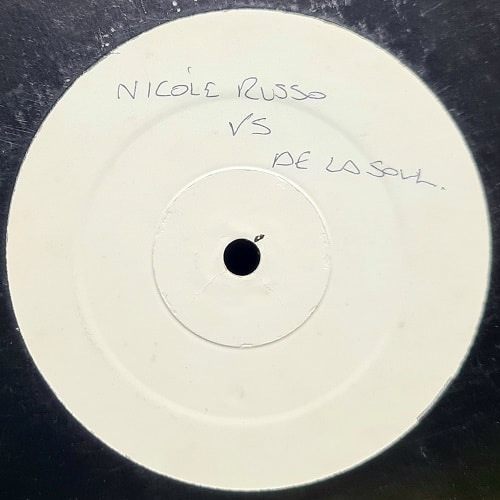 NICOLE RUSSO
VS
DE LA SOUL.